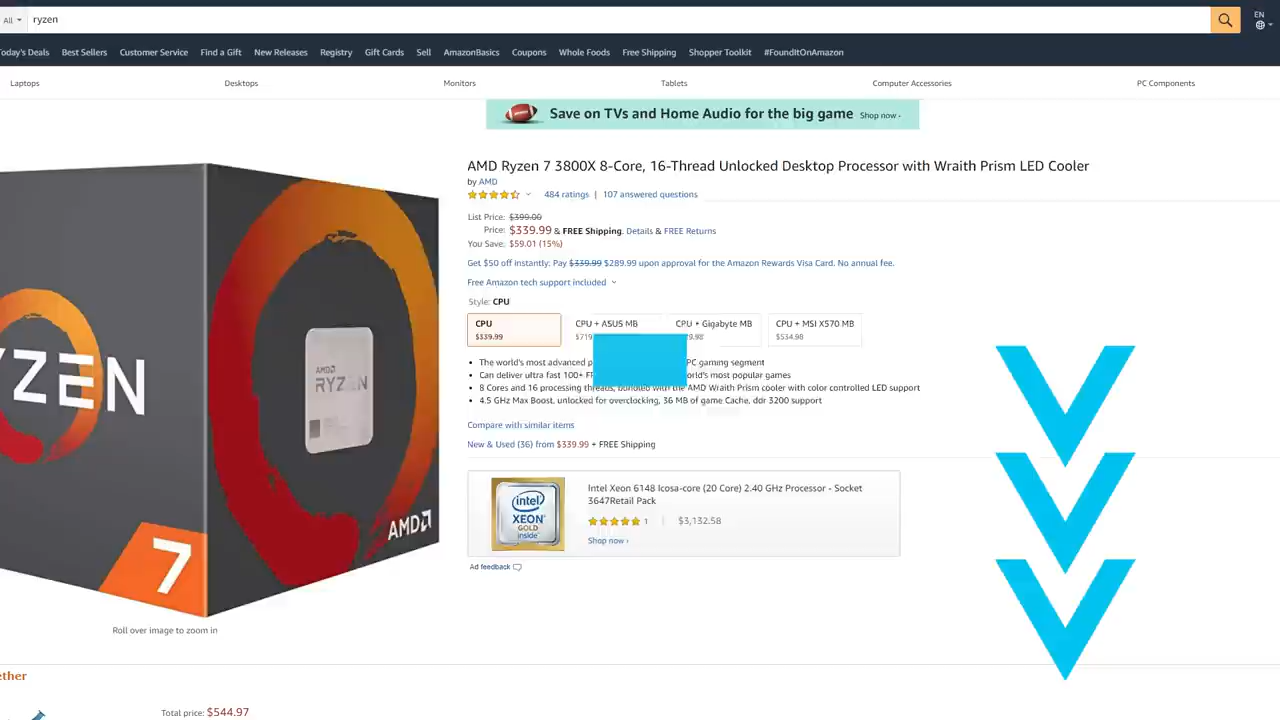 All
ryzen
EN
oday's Deals Best Sellers Customer Service Find a Gift New Releases Registry Gift Cards Sell AmazonBasics Coupons Whole Foods Free Shipping Shopper Toolkit #FoundItOnAmazon
Laptops Desktops Monitors Tablets Computer Accessories PC Components
Save on TVs and Home Audio for the big game Shop now ›
AMD Ryzen 7 3800X 8-Core, 16-Thread Unlocked Desktop Processor with Wraith Prism LED Cooler
by AMD
484 ratings | 107 answered questions
List Price: $399.00
Price: $339.99 & FREE Shipping. Details & FREE Returns
You Save: $59.01 (15%)
Get $50 off instantly: Pay $339.99 $289.99 upon approval for the Amazon Rewards Visa Card. No annual fee.
Free Amazon tech support included
Style: CPU
CPU CPU + ASUS MB CPU + Gigabyte MB CPU + MSI X570 MB
$339.99 $719 9.98 $534.98
• The world's most advanced p PC gaming segment
• Can deliver ultra fast 100+ F orld's most popular games
• 8 Cores and 16 processing threads, bundled with the AMD Wraith Prism cooler with color controlled LED support
• 4.5 GHz Max Boost, unlocked for overclocking, 36 MB of game Cache, ddr 3200 support
Compare with similar items
New & Used (36) from $339.99 + FREE Shipping
Intel Xeon 6148 Icosa-core (20 Core) 2.40 GHz Processor - Socket
3647Retail Pack
1 | $3,132.58
Shop now ›
intel
XEON
GOLD
inside
Ad feedback
YZEN
AMD
RYZEN
AMD
7
Roll over image to zoom in
ether
Total price: $544.97